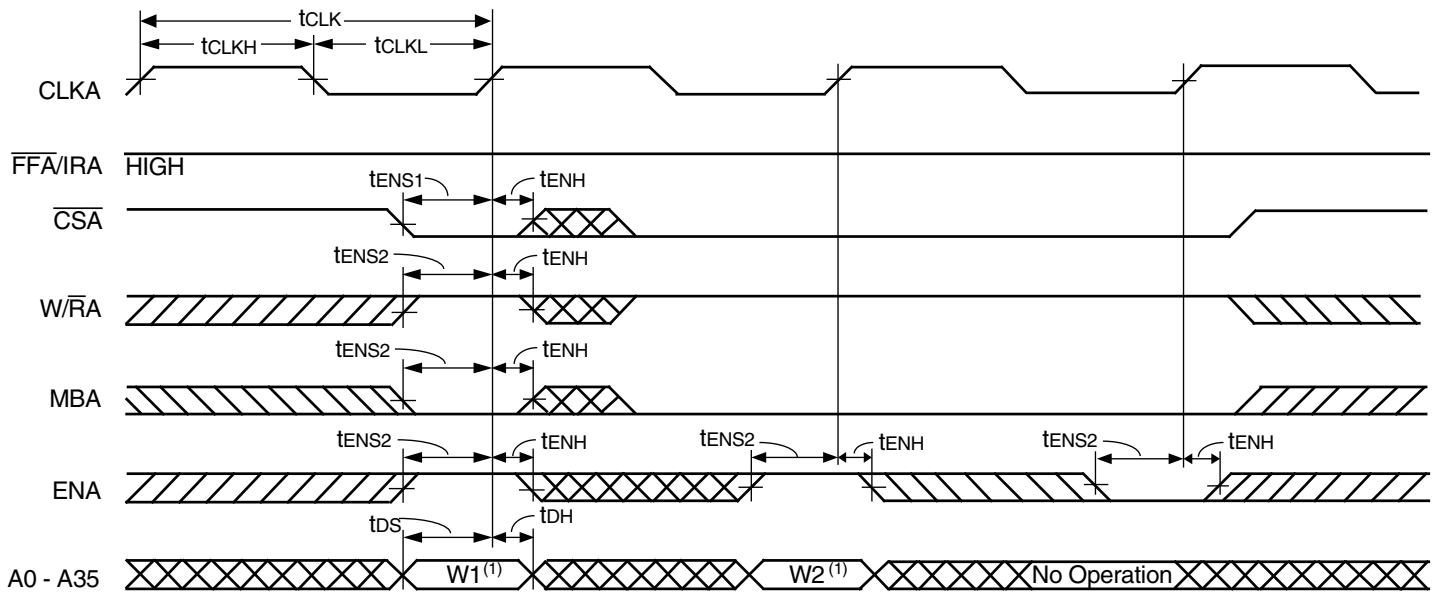 tCLK
tCLKH tCLKL
CLKA
FFA/IRA HIGH
tENS1 tENH
CSA
tENS2 tENH
W/RA
tENS2 tENH
MBA
tENS2 tENH tENS2 tENH tENS2 tENH
ENA
tDS tDH
A0 - A35 W1(1) W2(1) No Operation